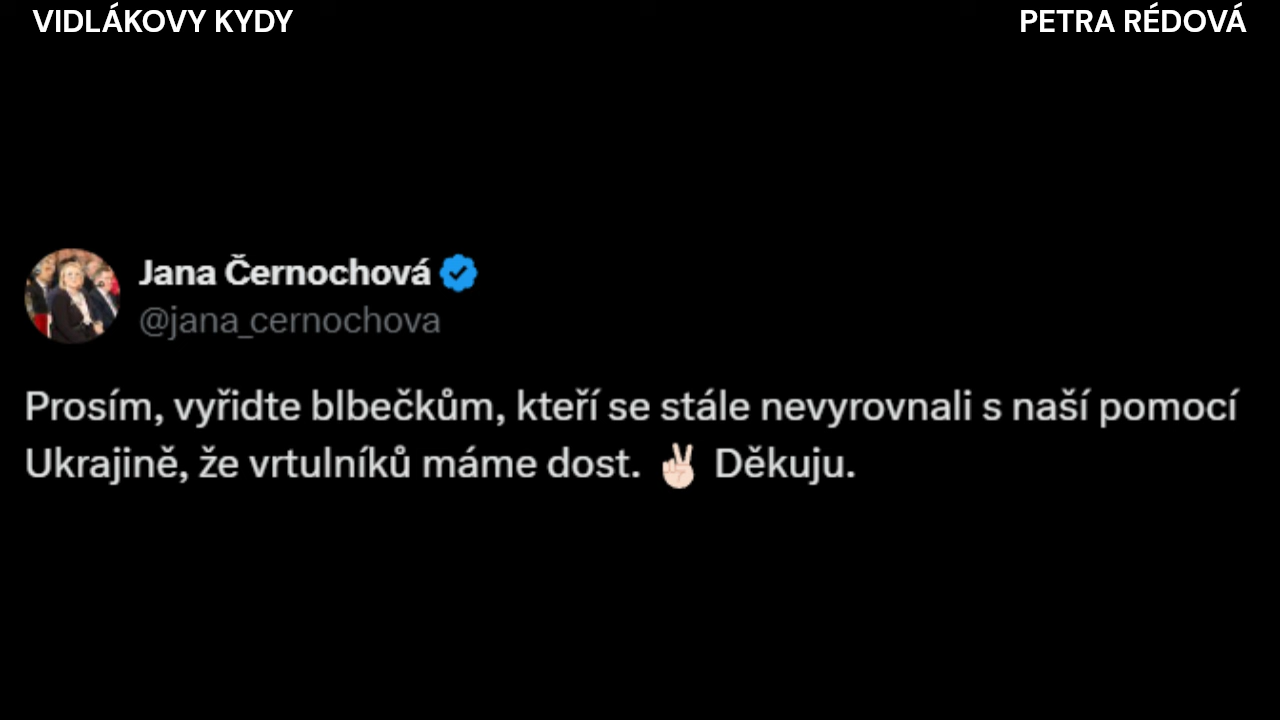 VIDLÁKOVY KYDY
PETRA RÉDOVÁ
Jana Černochová
@jana_cernochova
Prosím, vyřidte blbečkům, kteří se stále nevyrovnali s naší pomocí
Ukrajině, že vrtulníků máme dost. ✌🏻 Děkuju.